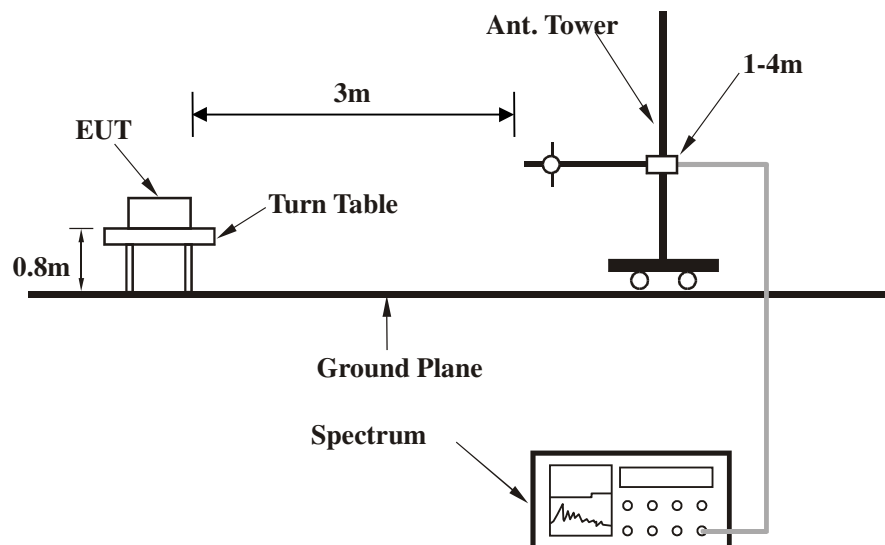 Ant. Tower
1-4m
3m
EUT
Turn Table
0.8m
Ground Plane
Spectrum